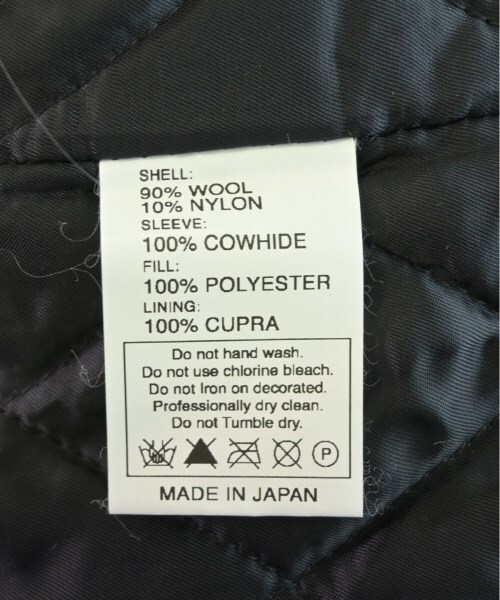 SHELL:
90% WOOL
10% NYLON
SLEEVE:
100% COWHIDE
FILL:
100% POLYESTER
LINING:
100% CUPRA
Do not hand wash.
Do not use chlorine bleach.
Do not Iron on decorated.
Professionally dry clean.
Do not Tumble dry.
P
MADE IN JAPAN